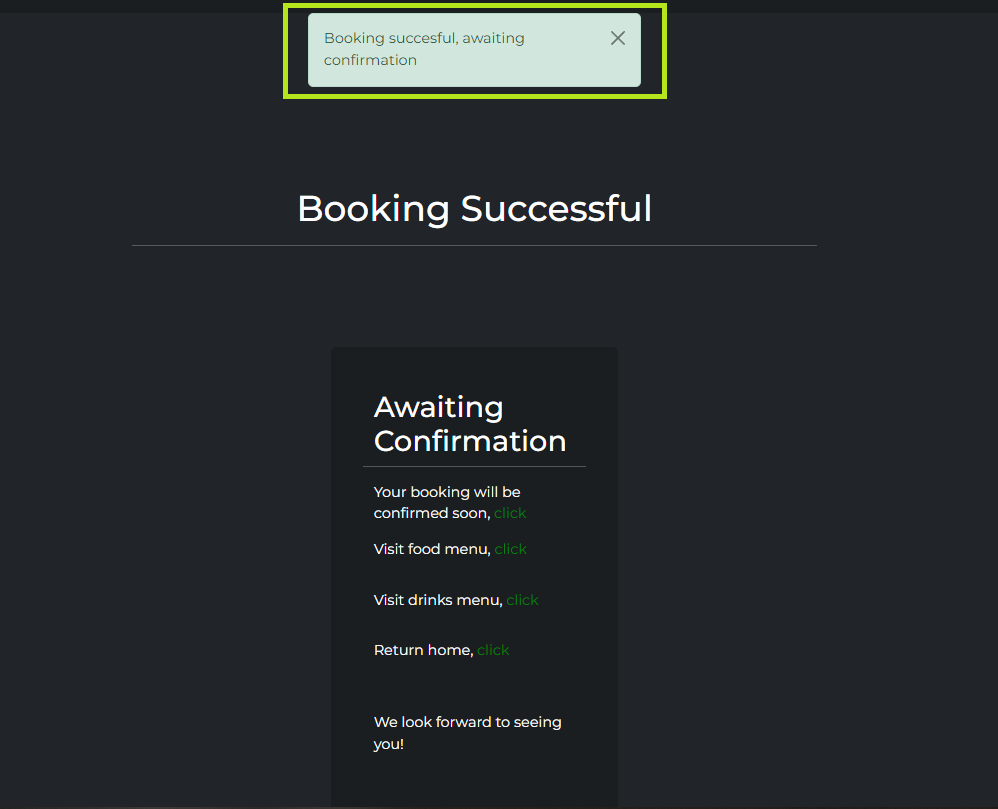 Booking succesful, awaiting
confirmation
Booking Successful
Awaiting
Confirmation
Your booking will be
confirmed soon, click
Visit food menu, click
Visit drinks menu, click
Return home, click
We look forward to seeing
you!